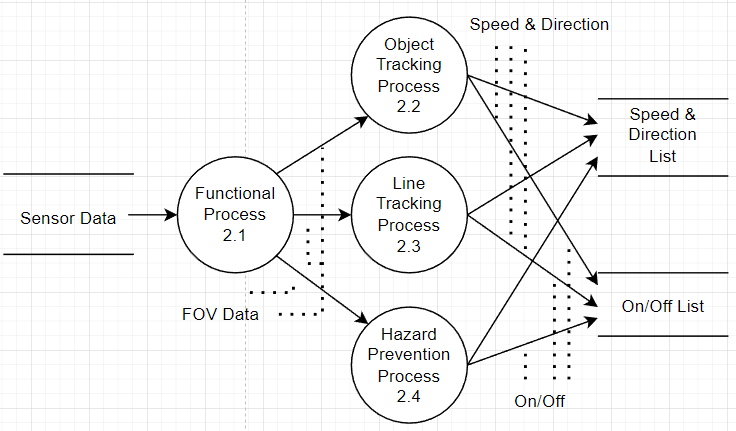 Speed & Direction
Object
Tracking
Process
2.2
Speed &
Direction
List
Sensor Data
Functional
Process
2.1
Line
Tracking
Process
2.3
FOV Data
On/Off List
Hazard
Prevention
Process
2.4
On/Off